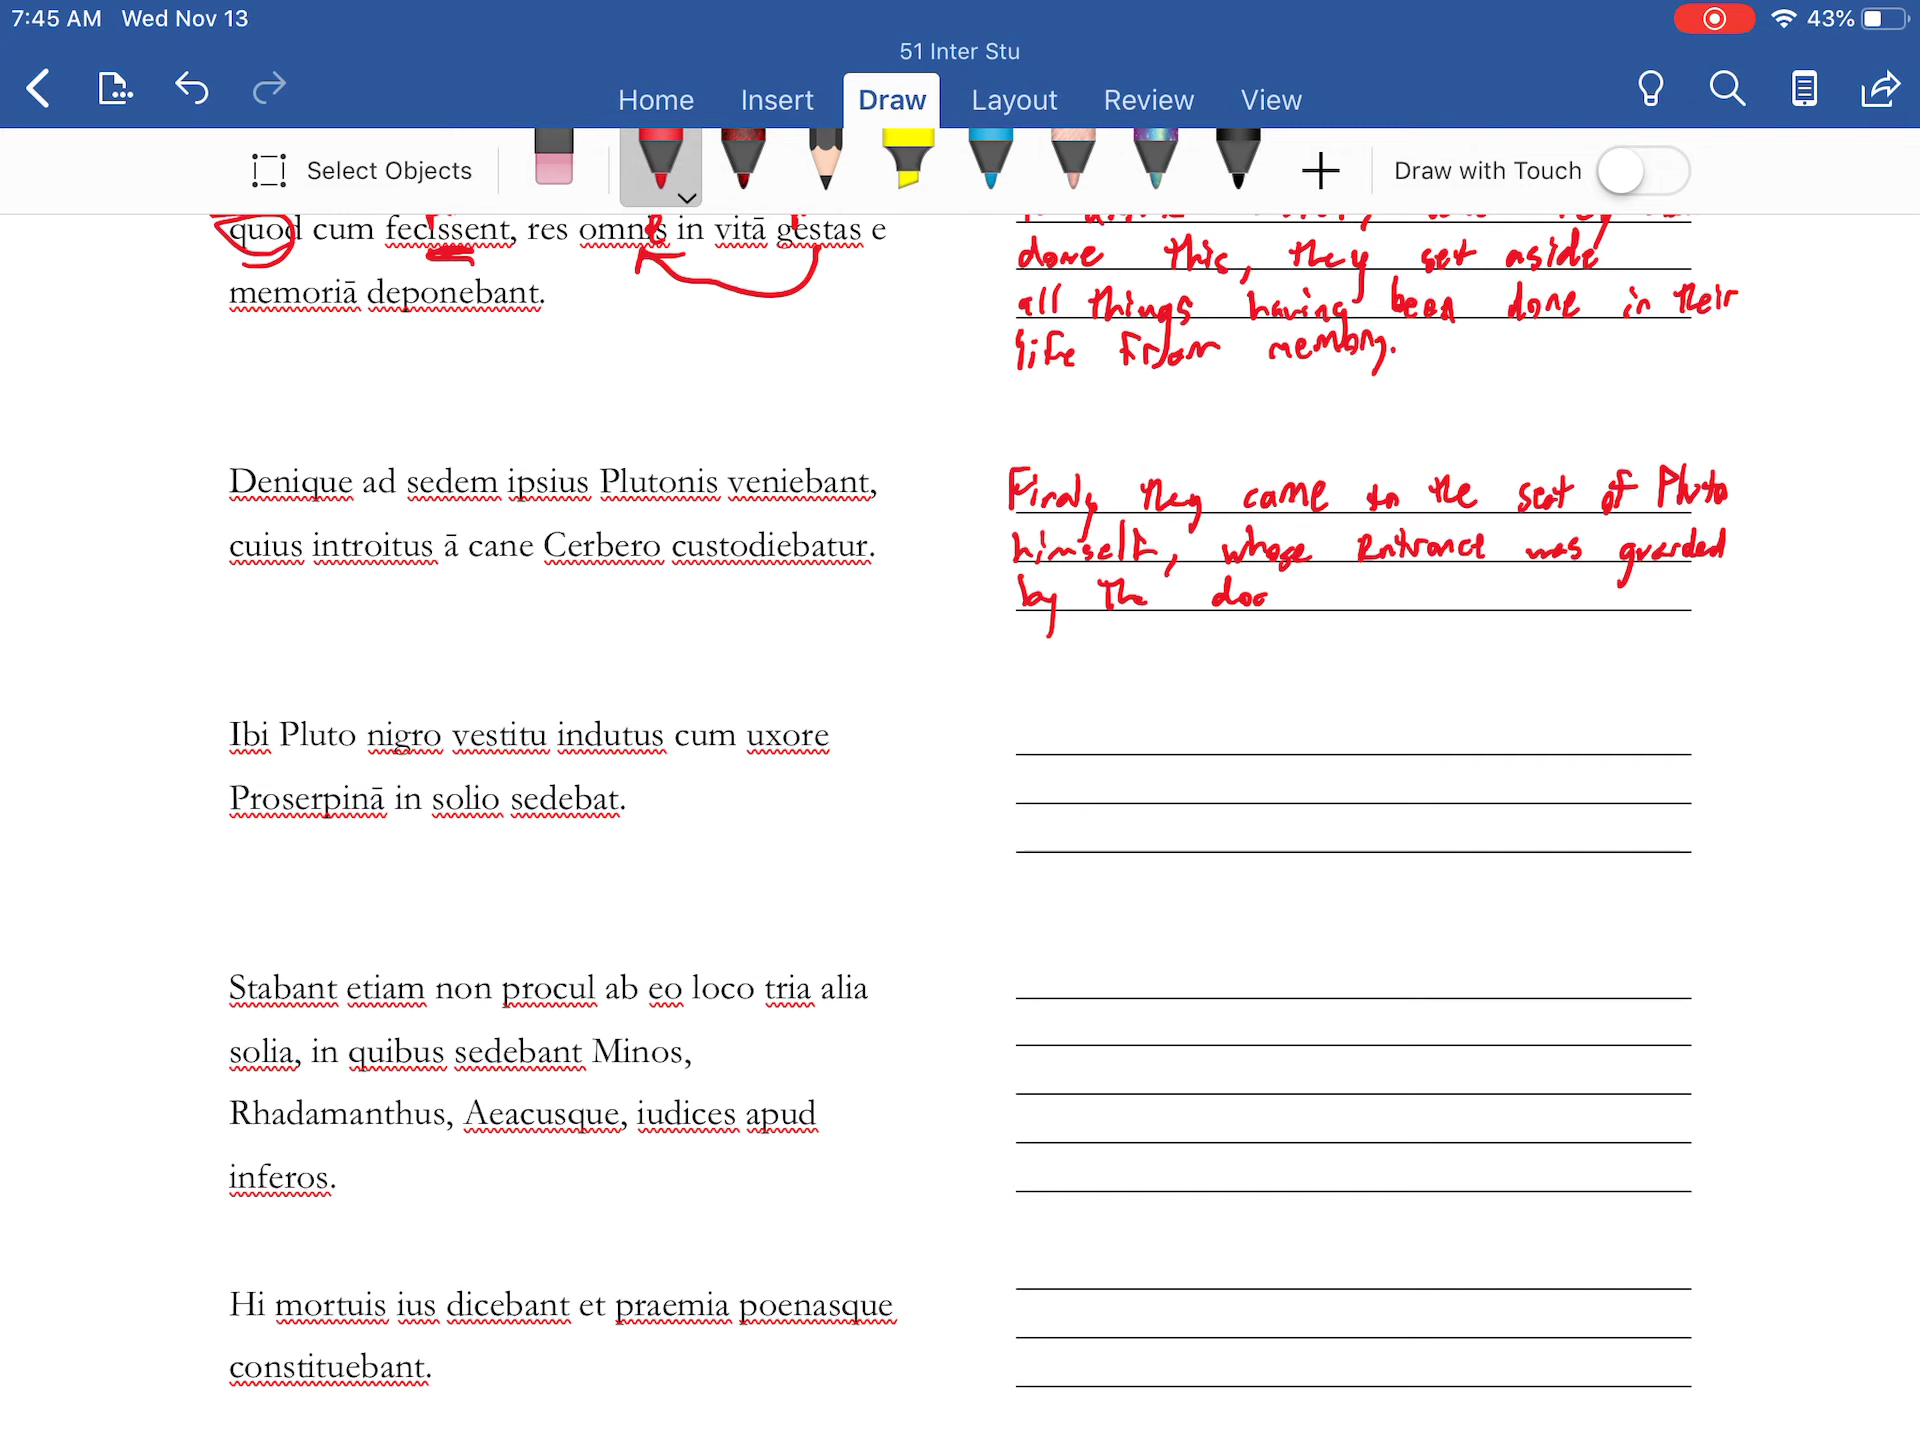 7:45 AM Wed Nov 13
43%
51 Inter Stu
Home Insert Draw Layout Review View
Select Objects
Draw with Touch
quod cum fecissent, res omnis in vitā gestas e
memoriā deponebant.
done this, they set aside
all things having been done in their
life from memory.
Denique ad sedem ipsius Plutonis veniebant,
cuius introitus ā cane Cerbero custodiebatur.
Finaly they came to the seat of Pluto
himself, whose Entrance was guarded
by the doo
Ibi Pluto nigro vestitu indutus cum uxore
Proserpinā in solio sedebat.
Stabant etiam non procul ab eo loco tria alia
solia, in quibus sedebant Minos,
Rhadamanthus, Aeacusque, iudices apud
inferos.
Hi mortuis ius dicebant et praemia poenasque
constituebant.